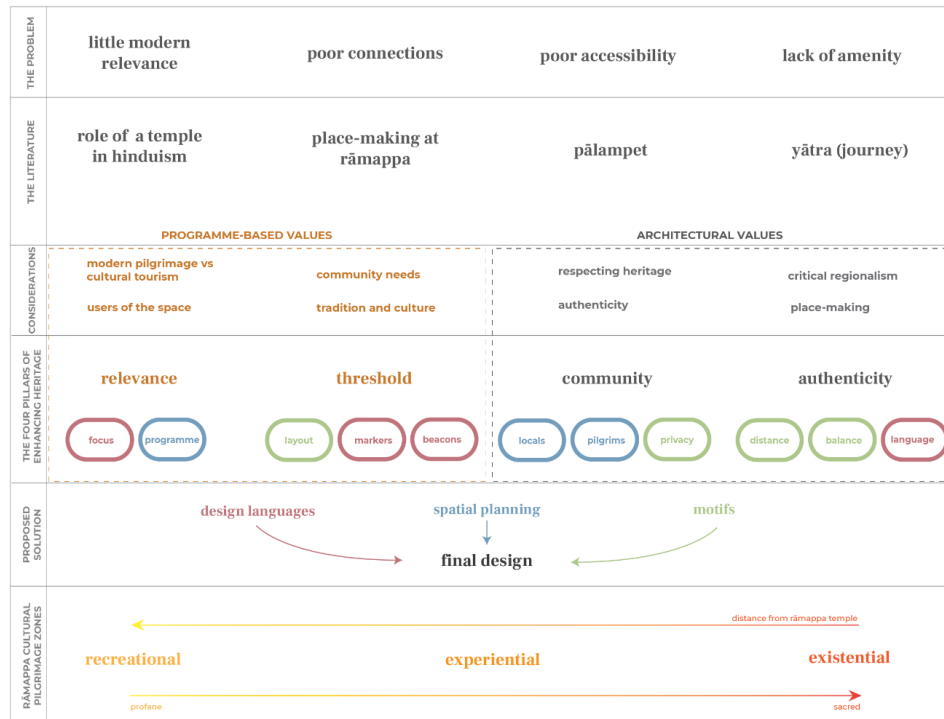 THE PROBLEM
little modern
relevance
poor connections
poor accessibility
lack of amenity
THE LITERATURE
role of a temple
in hinduism
place-making at
rāmappa
pālampet
yātra (journey)
PROGRAMME-BASED VALUES
ARCHITECTURAL VALUES
CONSIDERATIONS
modern pilgrimage vs
cultural tourism
community needs
respecting heritage
critical regionalism
users of the space
tradition and culture
authenticity
place-making
THE FOUR PILLARS OF
ENHANCING HERITAGE
relevance
threshold
community
authenticity
focus
programme
layout
markers
beacons
locals
pilgrims
privacy
distance
balance
language
PROPOSED
SOLUTION
design languages
spatial planning
motifs
final design
RĀMAPPA CULTURAL
PILGRIMAGE ZONES
distance from rāmappa temple
recreational
experiential
existential
profane
sacred